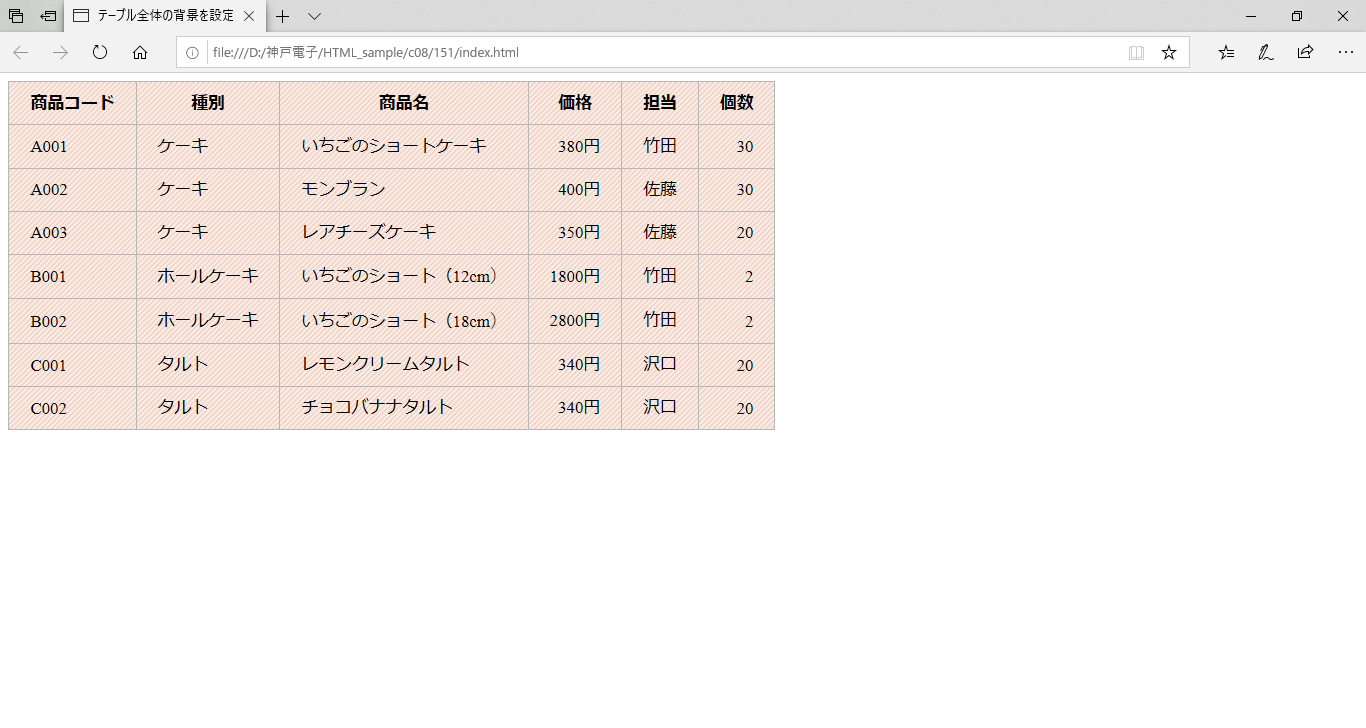 テーブル全体の背景を設定
file:///D:/神戸電子/HTML_sample/c08/151/index.html
商品コード 種別 商品名 価格 担当 個数
A001 ケーキ いちごのショートケーキ 380円 竹田 30
A002 ケーキ モンブラン 400円 佐藤 30
A003 ケーキ レアチーズケーキ 350円 佐藤 20
B001 ホールケーキ いちごのショート（12cm） 1800円 竹田 2
B002 ホールケーキ いちごのショート（18cm） 2800円 竹田 2
C001 タルト レモンクリームタルト 340円 沢口 20
C002 タルト チョコバナナタルト 340円 沢口 20